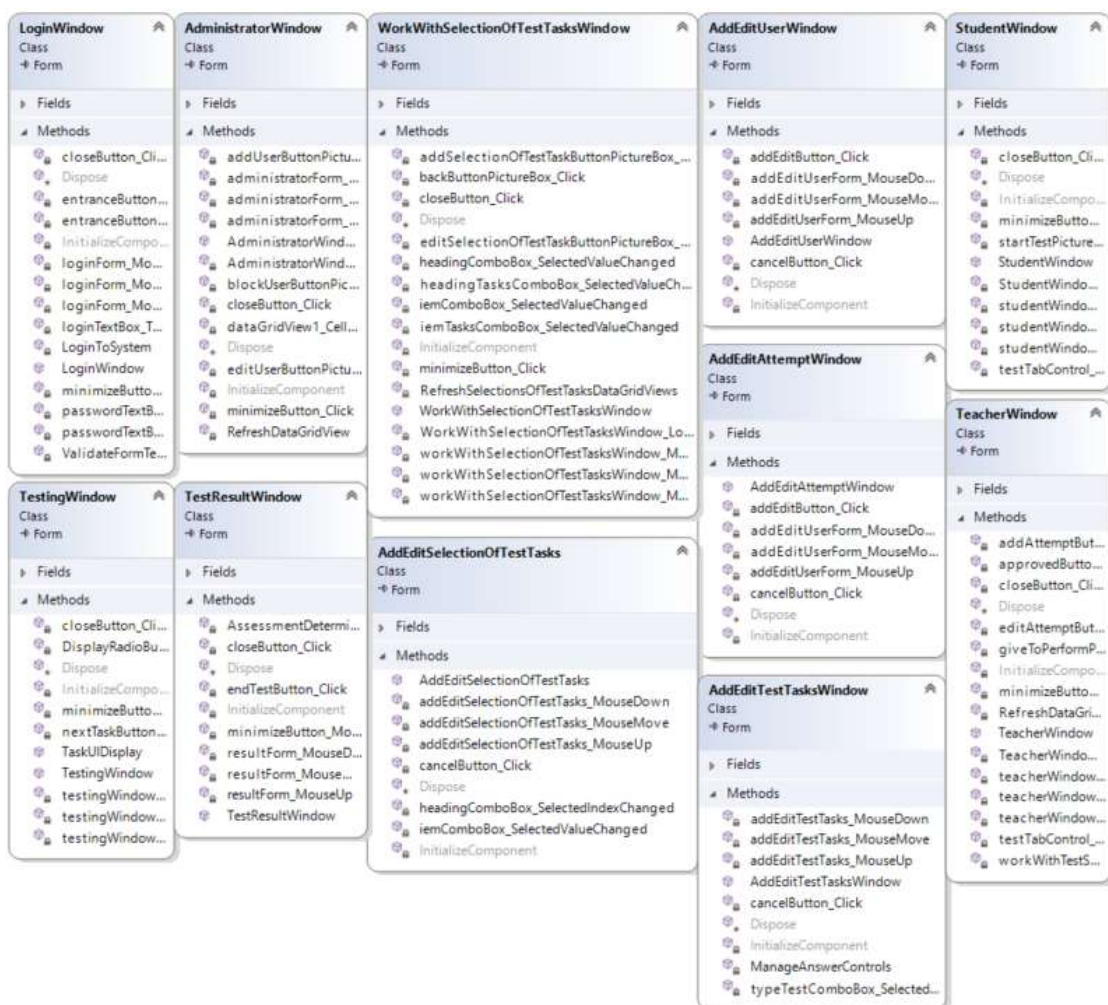 LoginWindow
Class
Form
Fields
Methods
closeButton_Cli...
Dispose
entranceButton...
entranceButton...
InitializeCompo...
loginForm_Mo...
loginForm_Mo...
loginForm_Mo...
loginTextBox_T...
LoginToSystem
LoginWindow
minimizeButto...
passwordTextB...
passwordTextB...
ValidateFormTe...
AdministratorWindow
Class
Form
Fields
Methods
addUserButtonPictu...
administratorForm_...
administratorForm_...
administratorForm_...
AdministratorWind...
AdministratorWind...
blockUserButtonPic...
closeButton_Click
dataGridView1_Cell...
Dispose
editUserButtonPictu...
InitializeComponent
minimizeButton_Click
RefreshDataGridView
WorkWithSelectionOfTestTasksWindow
Class
Form
Fields
Methods
addSelectionOfTestTaskButtonPictureBox_...
backButtonPictureBox_Click
closeButton_Click
Dispose
editSelectionOfTestTaskButtonPictureBox_...
headingComboBox_SelectedValueChanged
headingTasksComboBox_SelectedValueCh...
iemComboBox_SelectedValueChanged
iemTasksComboBox_SelectedValueChanged
InitializeComponent
minimizeButton_Click
RefreshSelectionsOfTestTasksDataGridViews
WorkWithSelectionOfTestTasksWindow
WorkWithSelectionOfTestTasksWindow_Lo...
workWithSelectionOfTestTasksWindow_M...
workWithSelectionOfTestTasksWindow_M...
workWithSelectionOfTestTasksWindow_M...
AddEditUserWindow
Class
Form
Fields
Methods
addEditButton_Click
addEditUserForm_MouseDo...
addEditUserForm_MouseMo...
addEditUserForm_MouseUp
AddEditUserWindow
cancelButton_Click
Dispose
InitializeComponent
StudentWindow
Class
Form
Fields
Methods
closeButton_Cli...
Dispose
InitializeCompo...
minimizeButto...
startTestPicture...
StudentWindow
StudentWindo...
studentWindo...
studentWindo...
studentWindo...
testTabControl_...
AddEditAttemptWindow
Class
Form
Fields
Methods
AddEditAttemptWindow
addEditButton_Click
addEditUserForm_MouseDo...
addEditUserForm_MouseMo...
addEditUserForm_MouseUp
cancelButton_Click
Dispose
InitializeComponent
TeacherWindow
Class
Form
Fields
Methods
addAttemptBut...
approvedButto...
closeButton_Cli...
Dispose
editAttemptBut...
giveToPerformP...
InitializeCompo...
minimizeButto...
RefreshDataGri...
TeacherWindow
TeacherWindo...
teacherWindow...
teacherWindow...
teacherWindow...
testTabControl_...
workWithTestS...
TestingWindow
Class
Form
Fields
Methods
closeButton_Cli...
DisplayRadioBu...
Dispose
InitializeCompo...
minimizeButto...
nextTaskButton...
TaskUIDisplay
TestingWindow
testingWindow...
testingWindow...
testingWindow...
TestResultWindow
Class
Form
Fields
Methods
AssessmentDetermi...
closeButton_Click
Dispose
endTestButton_Click
InitializeComponent
minimizeButton_Mo...
resultForm_MouseD...
resultForm_Mouse...
resultForm_MouseUp
TestResultWindow
AddEditSelectionOfTestTasks
Class
Form
Fields
Methods
AddEditSelectionOfTestTasks
addEditSelectionOfTestTasks_MouseDown
addEditSelectionOfTestTasks_MouseMove
addEditSelectionOfTestTasks_MouseUp
cancelButton_Click
Dispose
headingComboBox_SelectedIndexChanged
iemComboBox_SelectedValueChanged
InitializeComponent
AddEditTestTasksWindow
Class
Form
Fields
Methods
addEditTestTasks_MouseDown
addEditTestTasks_MouseMove
addEditTestTasks_MouseUp
AddEditTestTasksWindow
cancelButton_Click
Dispose
InitializeComponent
ManageAnswerControls
typeTestComboBox_Selected...